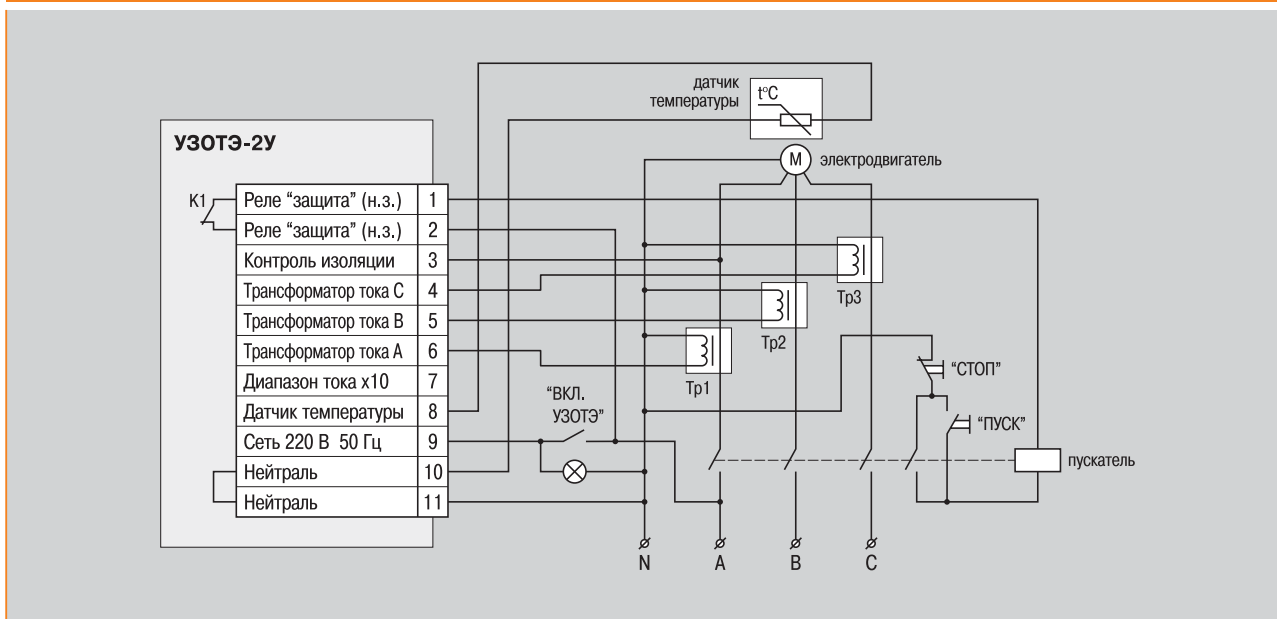 датчик
температуры
t°C
УЗОТЭ-2У
M
электродвигатель
K1
Реле “защита” (н.з.) 1
Реле “защита” (н.з.) 2
Контроль изоляции 3
Трансформатор тока С 4
Трансформатор тока В 5
Трансформатор тока А 6
Диапазон тока х10 7
Датчик температуры 8
Сеть 220 В 50 Гц 9
Нейтраль 10
Нейтраль 11
Тр3
Тр2
Тр1
“СТОП”
“ВКЛ.
УЗОТЭ”
“ПУСК”
пускатель
N A B C